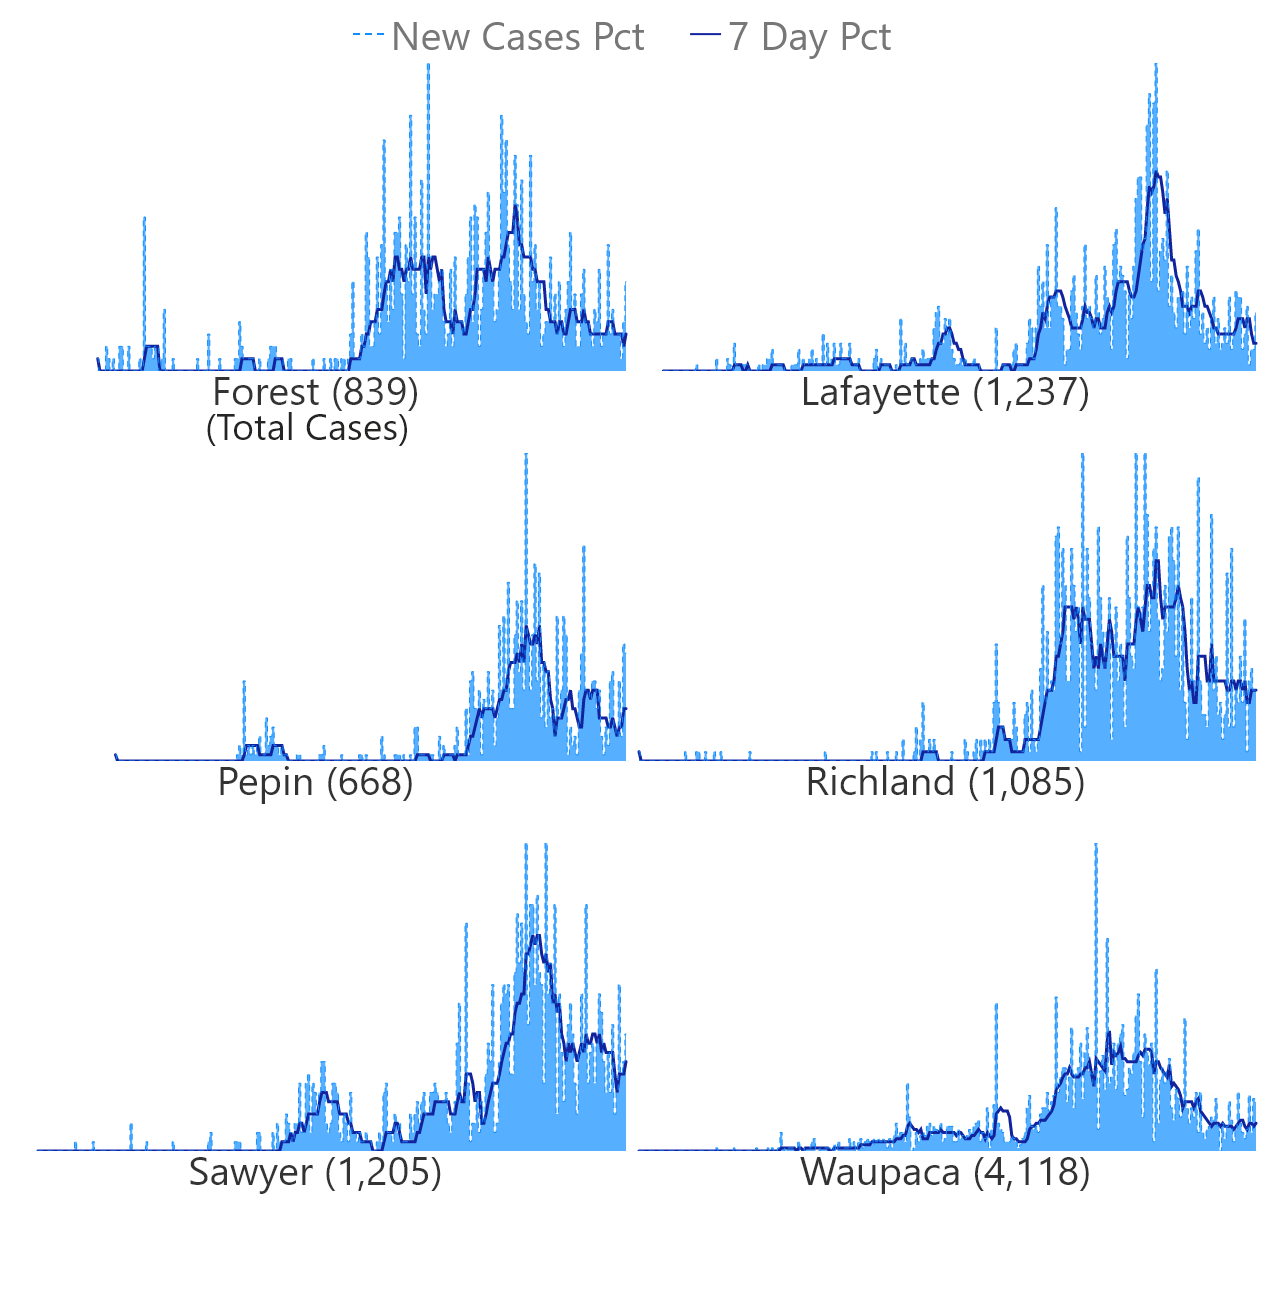 New Cases Pct 7 Day Pct
Forest (839) Lafayette (1,237)
(Total Cases)
Pepin (668) Richland (1,085)
Sawyer (1,205) Waupaca (4,118)